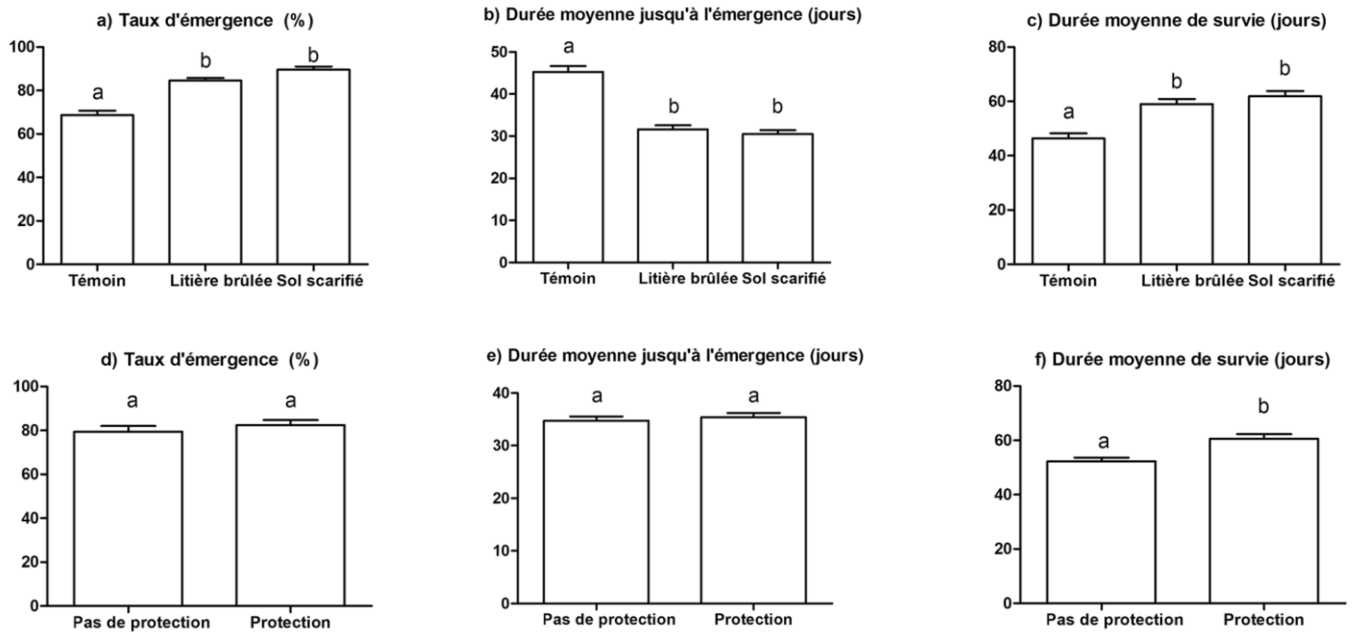 a) Taux d'émergence (%)
100
80
60
40
20
0
a
b
b
Témoin
Litière brûlée
Sol scarifié
b) Durée moyenne jusqu'à l'émergence (jours)
50
40
30
20
10
0
a
b
b
Témoin
Litière brûlée
Sol scarifié
c) Durée moyenne de survie (jours)
80
60
40
20
0
a
b
b
Témoin
Litière brûlée
Sol scarifié
d) Taux d'émergence (%)
100
80
60
40
20
0
a
a
Pas de protection
Protection
e) Durée moyenne jusqu'à l'émergence (jours)
40
30
20
10
0
a
a
Pas de protection
Protection
f) Durée moyenne de survie (jours)
80
60
40
20
0
a
b
Pas de protection
Protection